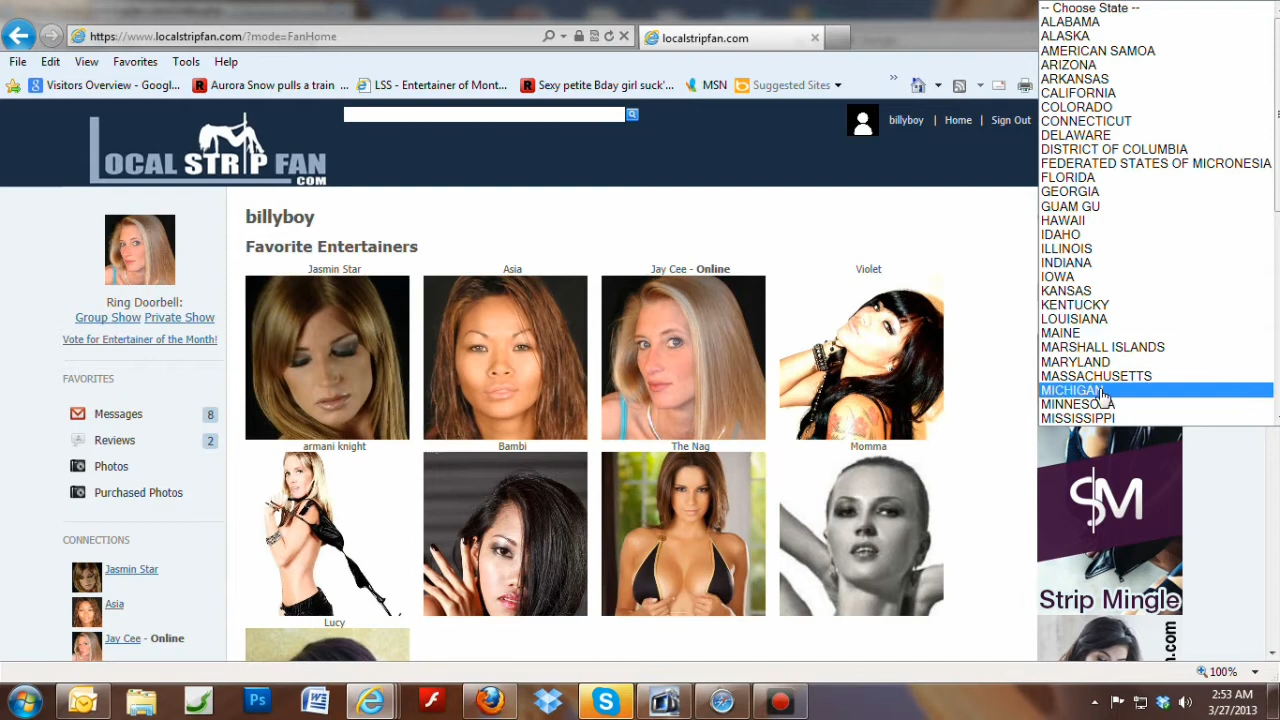 https://www.localstripfan.com/?mode=FanHome
localstripfan.com
File Edit View Favorites Tools Help
Visitors Overview - Googl...
Aurora Snow pulls a train ...
LSS - Entertainer of Mont...
Sexy petite Bday girl suck'...
MSN
Suggested Sites
»
LOCAL STRIP FAN
.COM
billyboy | Home | Sign Out
-- Choose State --
ALABAMA
ALASKA
AMERICAN SAMOA
ARIZONA
ARKANSAS
CALIFORNIA
COLORADO
CONNECTICUT
DELAWARE
DISTRICT OF COLUMBIA
FEDERATED STATES OF MICRONESIA
FLORIDA
GEORGIA
GUAM GU
HAWAII
IDAHO
ILLINOIS
INDIANA
IOWA
KANSAS
KENTUCKY
LOUISIANA
MAINE
MARSHALL ISLANDS
MARYLAND
MASSACHUSETTS
MICHIGAN
MINNESOTA
MISSISSIPPI
Ring Doorbell:
Group Show Private Show
Vote for Entertainer of the Month!
FAVORITES
Messages 8
Reviews 2
Photos
Purchased Photos
CONNECTIONS
Jasmin Star
Asia
Jay Cee - Online
billyboy
Favorite Entertainers
Jasmin Star
Asia
Jay Cee - Online
Violet
armani knight
Bambi
The Nag
Momma
Lucy
SM
Strip Mingle
m.com
100%
Ps
2:53 AM
3/27/2013